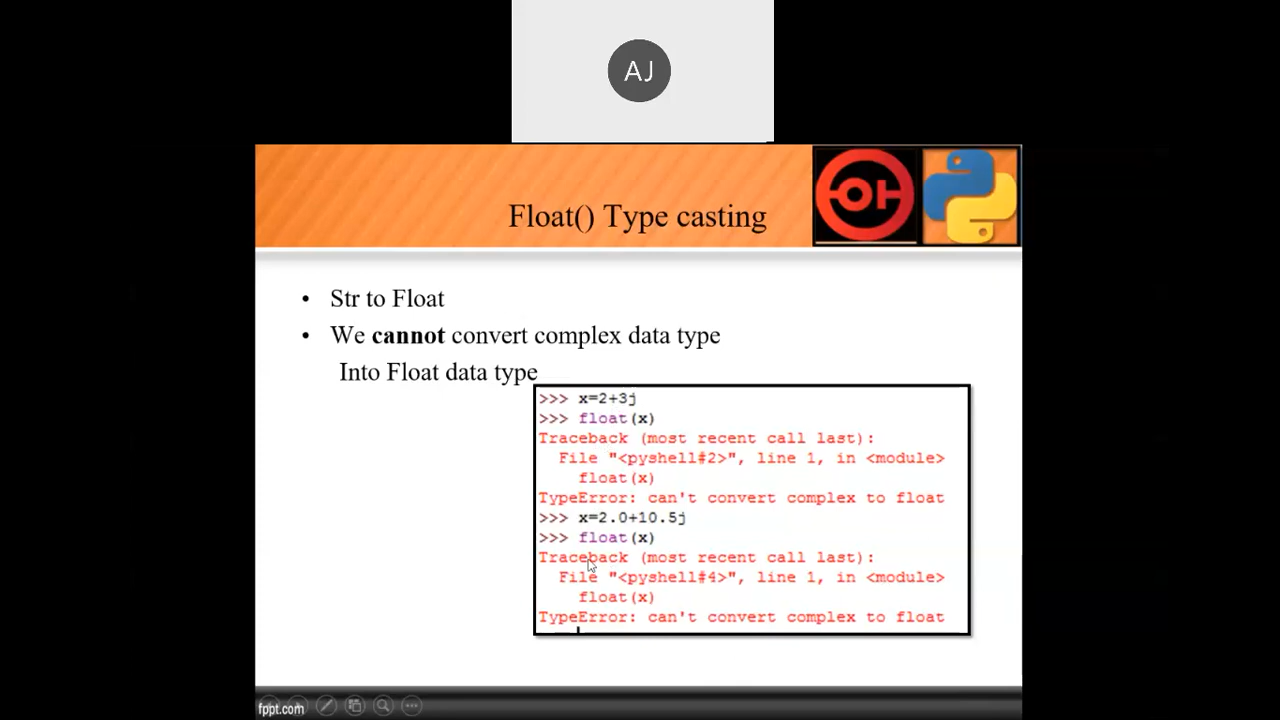 AJ
Float() Type casting
• Str to Float
• We cannot convert complex data type
Into Float data type
>>> x=2+3j
>>> float(x)
Traceback (most recent call last):
  File "<pyshell#2>", line 1, in <module>
    float(x)
TypeError: can't convert complex to float
>>> x=2.0+10.5j
>>> float(x)
Traceback (most recent call last):
  File "<pyshell#4>", line 1, in <module>
    float(x)
TypeError: can't convert complex to float
fppt.com